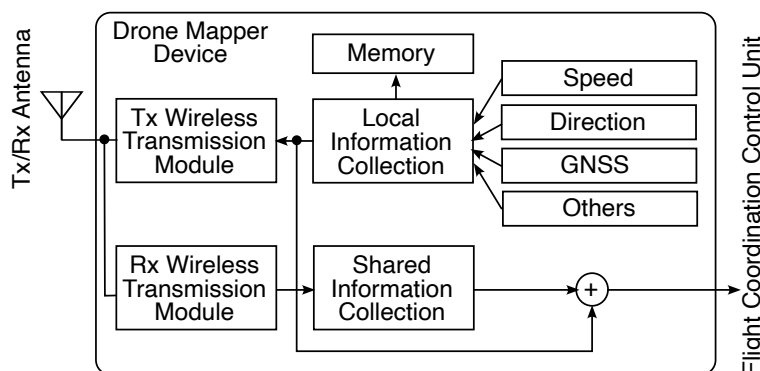 Drone Mapper
Device
Memory
Speed
Direction
GNSS
Others
Tx/Rx Antenna
Tx Wireless
Transmission
Module
Local
Information
Collection
Rx Wireless
Transmission
Module
Shared
Information
Collection
+
Flight Coordination Control Unit